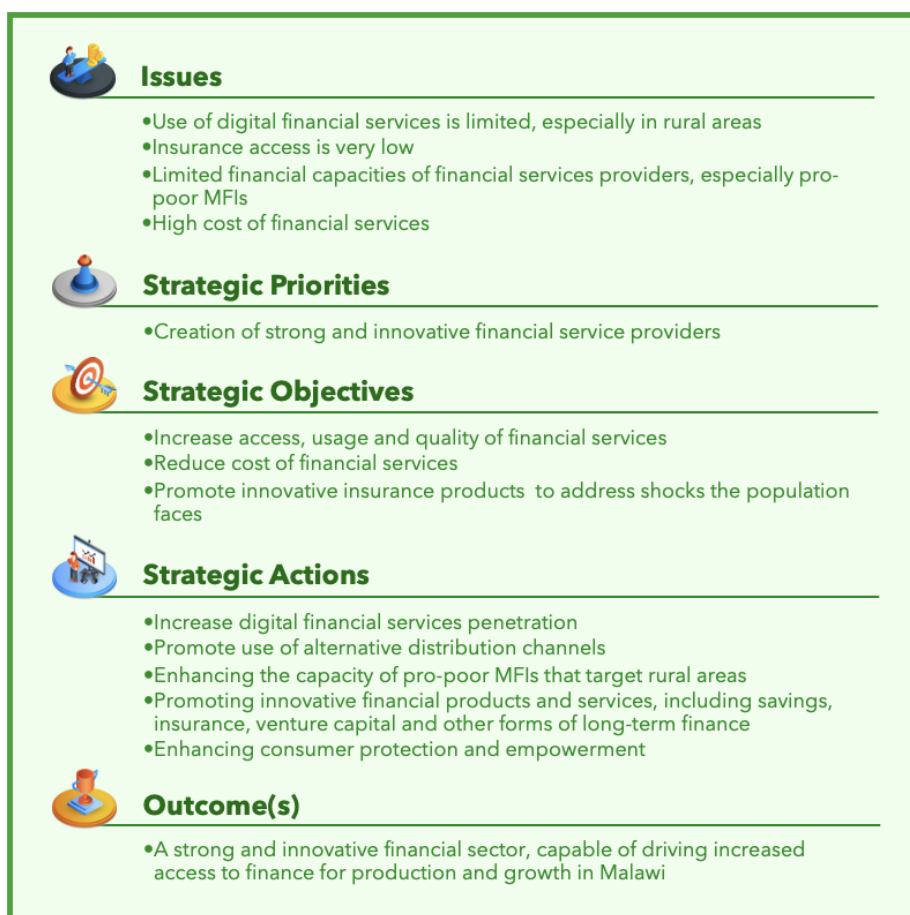 Issues
•Use of digital financial services is limited, especially in rural areas
•Insurance access is very low
•Limited financial capacities of financial services providers, especially pro-
poor MFIs
•High cost of financial services
Strategic Priorities
•Creation of strong and innovative financial service providers
Strategic Objectives
•Increase access, usage and quality of financial services
•Reduce cost of financial services
•Promote innovative insurance products  to address shocks the population
faces
Strategic Actions
•Increase digital financial services penetration
•Promote use of alternative distribution channels
•Enhancing the capacity of pro-poor MFIs that target rural areas
•Promoting innovative financial products and services, including savings,
insurance, venture capital and other forms of long-term finance
•Enhancing consumer protection and empowerment
Outcome(s)
•A strong and innovative financial sector, capable of driving increased
access to finance for production and growth in Malawi